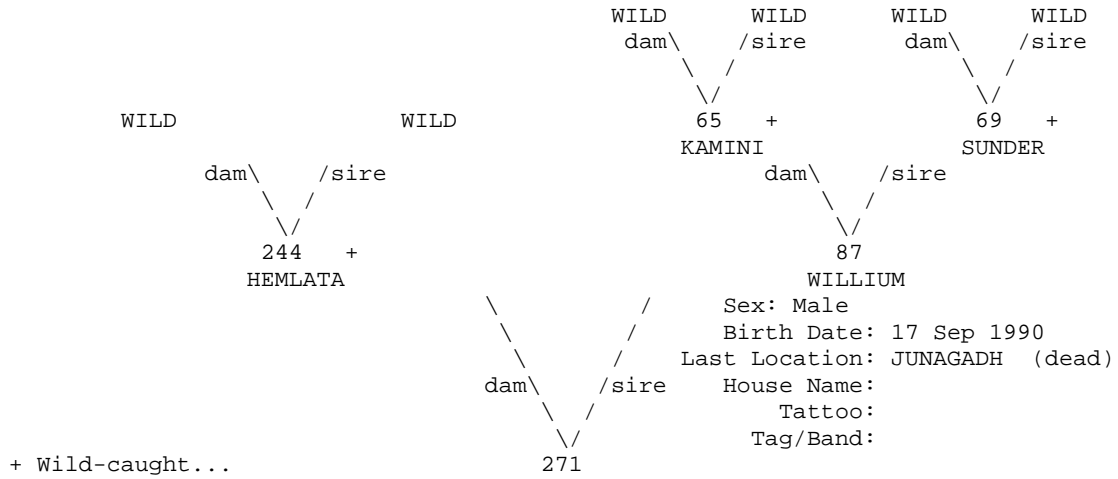 WILD WILD WILD WILD
dam\ /sire dam\ /sire
\ / \ /
\/ \/
WILD WILD 65 + 69 +
KAMINI SUNDER
dam\ /sire dam\ /sire
\ / \ /
\/ \/
244 + 87
HEMLATA WILLIUM
\ / Sex: Male
\ / Birth Date: 17 Sep 1990
\ / Last Location: JUNAGADH (dead)
dam\ /sire House Name:
\ / Tattoo:
\/ Tag/Band:
+ Wild-caught... 271